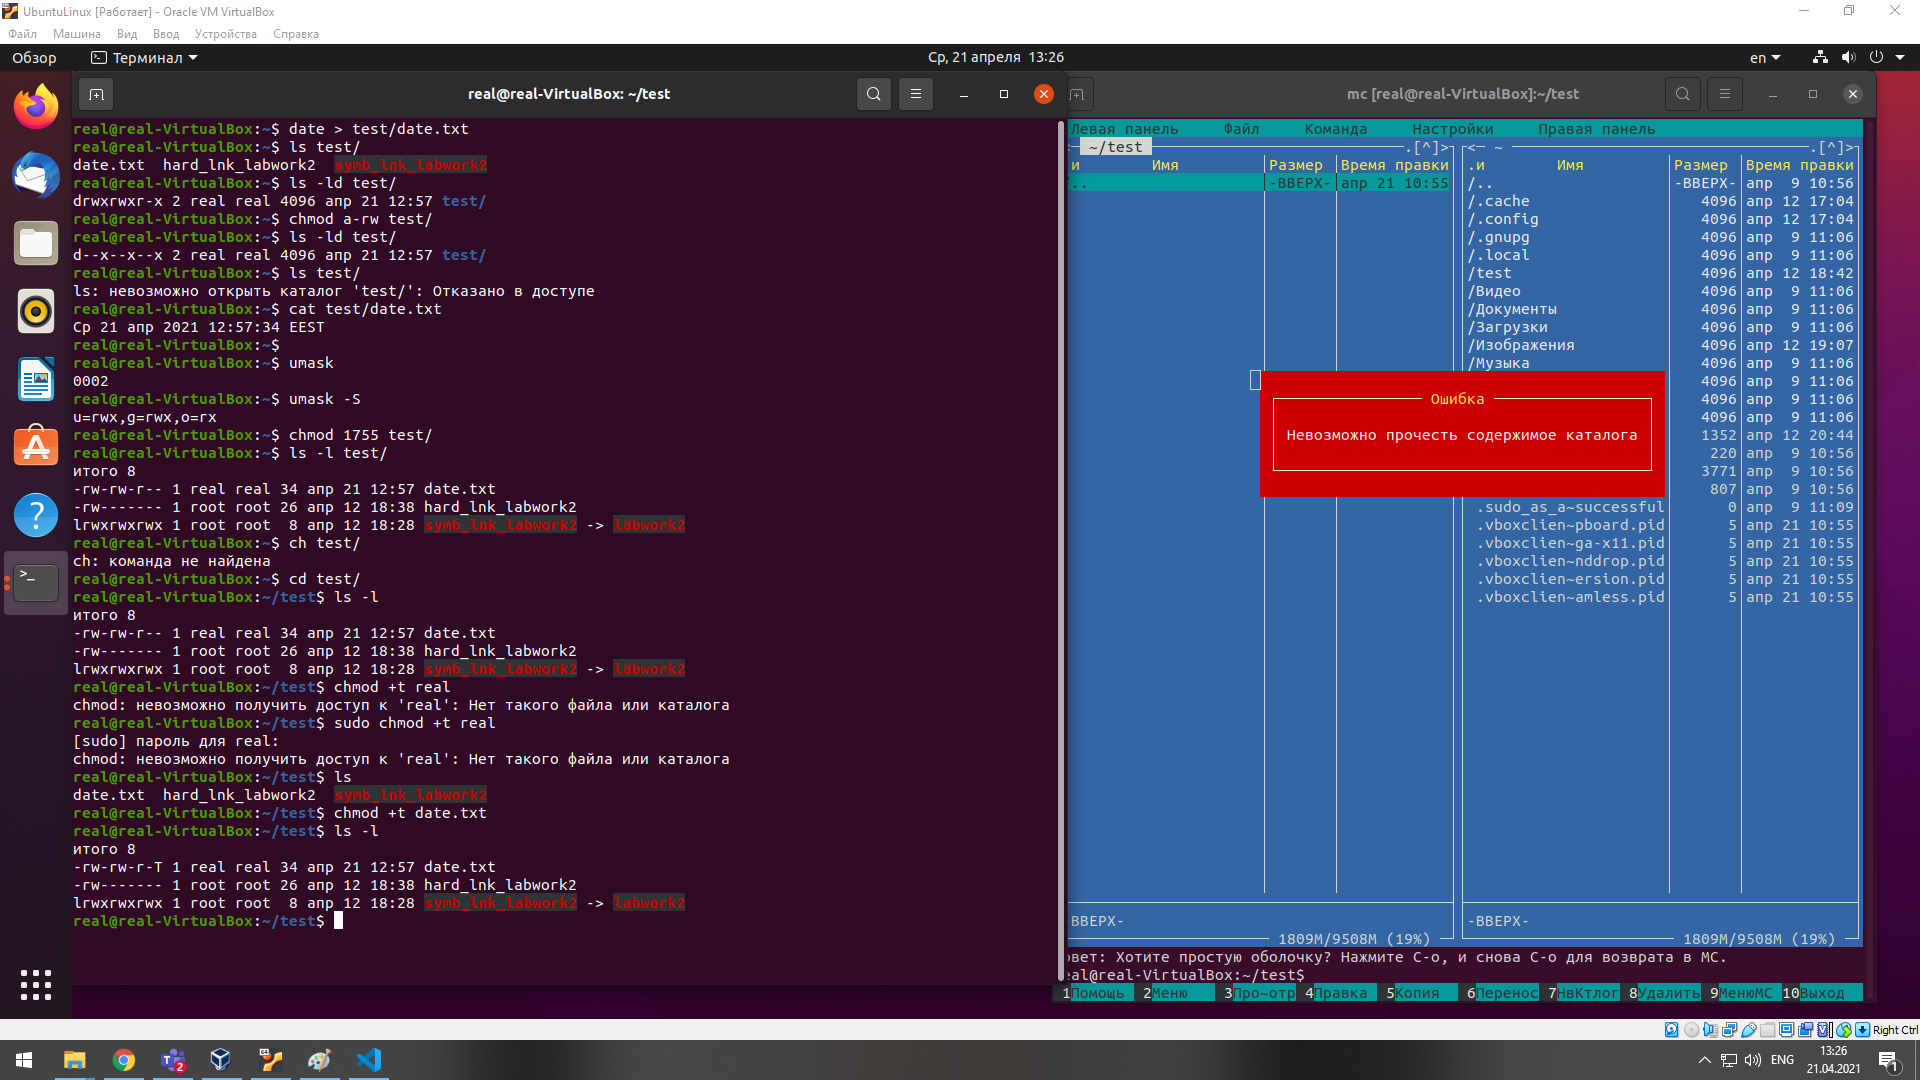 UbuntuLinux [Работает] - Oracle VM VirtualBox
Файл Машина Вид Ввод Устройства Справка
Обзор Терминал Ср, 21 апреля 13:26 en
real@real-VirtualBox: ~/test
real@real-VirtualBox:~$ date > test/date.txt
real@real-VirtualBox:~$ ls test/
date.txt hard_lnk_labwork2 symb_lnk_labwork2
real@real-VirtualBox:~$ ls -ld test/
drwxrwxr-x 2 real real 4096 апр 21 12:57 test/
real@real-VirtualBox:~$ chmod a-rw test/
real@real-VirtualBox:~$ ls -ld test/
d--x--x--x 2 real real 4096 апр 21 12:57 test/
real@real-VirtualBox:~$ ls test/
ls: невозможно открыть каталог 'test/': Отказано в доступе
real@real-VirtualBox:~$ cat test/date.txt
Ср 21 апр 2021 12:57:34 EEST
real@real-VirtualBox:~$
real@real-VirtualBox:~$ umask
0002
real@real-VirtualBox:~$ umask -S
u=rwx,g=rwx,o=rx
real@real-VirtualBox:~$ chmod 1755 test/
real@real-VirtualBox:~$ ls -l test/
итого 8
-rw-rw-r-- 1 real real 34 апр 21 12:57 date.txt
-rw------- 1 root root 26 апр 12 18:38 hard_lnk_labwork2
lrwxrwxrwx 1 root root 8 апр 12 18:28 symb_lnk_labwork2 -> labwork2
real@real-VirtualBox:~$ ch test/
ch: команда не найдена
real@real-VirtualBox:~$ cd test/
real@real-VirtualBox:~/test$ ls -l
итого 8
-rw-rw-r-- 1 real real 34 апр 21 12:57 date.txt
-rw------- 1 root root 26 апр 12 18:38 hard_lnk_labwork2
lrwxrwxrwx 1 root root 8 апр 12 18:28 symb_lnk_labwork2 -> labwork2
real@real-VirtualBox:~/test$ chmod +t real
chmod: невозможно получить доступ к 'real': Нет такого файла или каталога
real@real-VirtualBox:~/test$ sudo chmod +t real
[sudo] пароль для real:
chmod: невозможно получить доступ к 'real': Нет такого файла или каталога
real@real-VirtualBox:~/test$ ls
date.txt hard_lnk_labwork2 symb_lnk_labwork2
real@real-VirtualBox:~/test$ chmod +t date.txt
real@real-VirtualBox:~/test$ ls -l
итого 8
-rw-rw-r-T 1 real real 34 апр 21 12:57 date.txt
-rw------- 1 root root 26 апр 12 18:38 hard_lnk_labwork2
lrwxrwxrwx 1 root root 8 апр 12 18:28 symb_lnk_labwork2 -> labwork2
real@real-VirtualBox:~/test$
mc [real@real-VirtualBox]:~/test
Левая панель Файл Команда Настройки Правая панель
~/test .[^]>
и Имя Размер Время правки
/.. -ВВЕРХ- апр 21 10:55
<─ ~ .[^]>
.и Имя Размер Время правки
/.. -ВВЕРХ- апр 9 10:56
/.cache 4096 апр 12 17:04
/.config 4096 апр 12 17:04
/.gnupg 4096 апр 9 11:06
/.local 4096 апр 9 11:06
/test 4096 апр 12 18:42
/Видео 4096 апр 9 11:06
/Документы 4096 апр 9 11:06
/Загрузки 4096 апр 9 11:06
/Изображения 4096 апр 12 19:07
/Музыка 4096 апр 9 11:06
4096 апр 9 11:06
4096 апр 9 11:06
4096 апр 9 11:06
1352 апр 12 20:44
220 апр 9 10:56
3771 апр 9 10:56
807 апр 9 10:56
.sudo_as_a~successful 0 апр 9 11:09
.vboxclien~pboard.pid 5 апр 21 10:55
.vboxclien~ga-x11.pid 5 апр 21 10:55
.vboxclien~nddrop.pid 5 апр 21 10:55
.vboxclien~ersion.pid 5 апр 21 10:55
.vboxclien~amless.pid 5 апр 21 10:55
Ошибка
Невозможно прочесть содержимое каталога
ВВЕРХ- -ВВЕРХ-
1809M/9508M (19%) 1809M/9508M (19%)
вет: Хотите простую оболочку? Нажмите C-o, и снова C-o для возврата в MC.
eal@real-VirtualBox:~/test$
1Помощь 2Меню 3Про~отр 4Правка 5Копия 6Перенос 7НвКтлог 8Удалить 9МенюMC 10Выход
Right Ctrl
2
ENG 13:26
21.04.2021
1